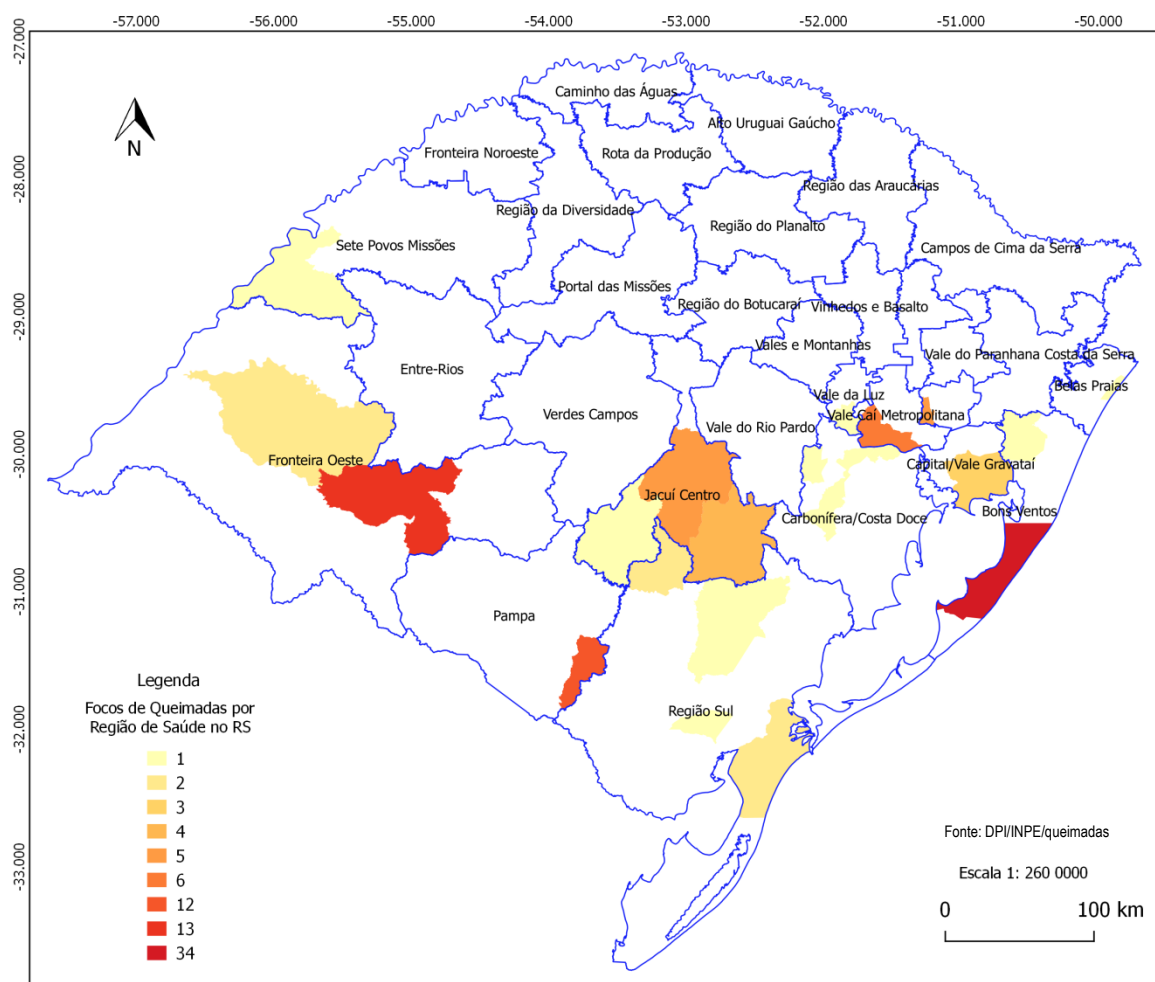 -57.000
-56.000
-55.000
-54.000
-53.000
-52.000
-51.000
-50.000
-27.000
-28.000
-29.000
-30.000
-31.000
-32.000
-33.000
N
Caminho das Águas
Alto Uruguai Gaúcho
Fronteira Noroeste
Rota da Produção
Região das Araucárias
Região da Diversidade
Região do Planalto
Sete Povos Missões
Campos de Cima da Serra
Portal das Missões
Região do Botucaraí
Vinhedos e Basalto
Vales e Montanhas
Vale do Paranhana Costa da Serra
Entre-Rios
Belas Praias
Vale da Luz
Verdes Campos
Vale do Rio Pardo
Vale Caí Metropolitana
Fronteira Oeste
Capital/Vale Gravataí
Jacuí Centro
Bons Ventos
Carbonífera/Costa Doce
Pampa
Região Sul
Legenda
Focos de Queimadas por
Região de Saúde no RS
1
2
3
4
5
6
12
13
34
Fonte: DPI/INPE/queimadas
Escala 1: 260 0000
0 100 km